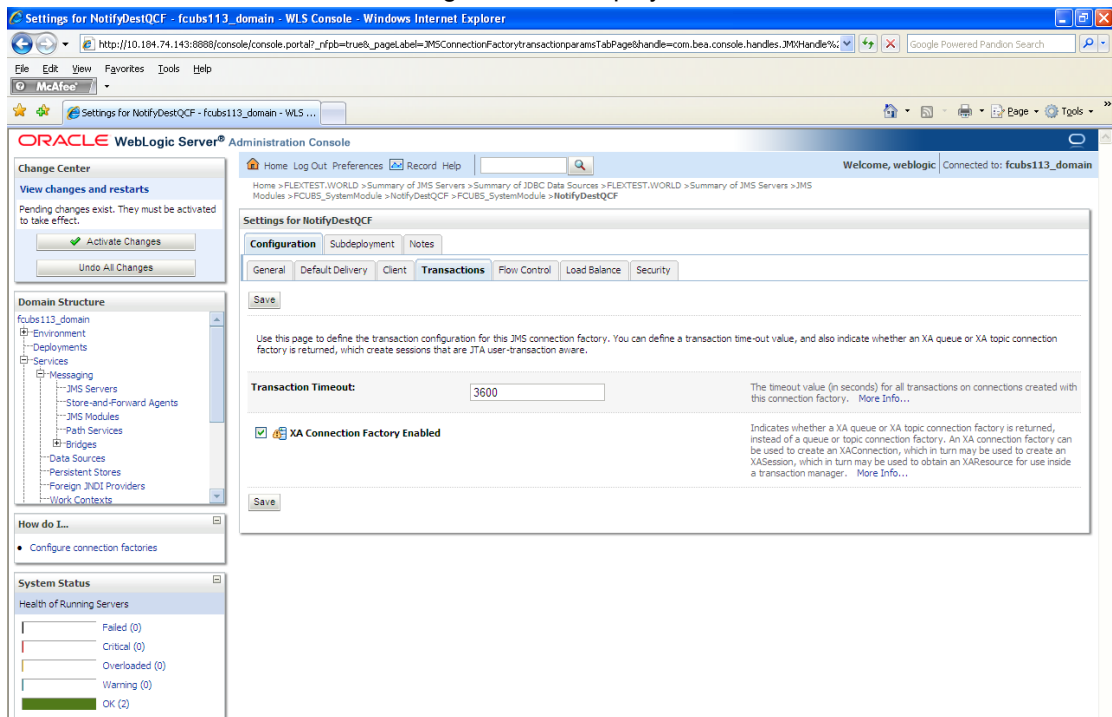 Settings for NotifyDestQCF - fcubs113_domain - WLS Console - Windows Internet Explorer
http://10.184.74.143:8888/console/console.portal?_nfpb=true&_pageLabel=JMSConnectionFactorytransactionparamsTabPage&handle=com.bea.console.handles.JMXHandle%
Google Powered Pandion Search
File Edit View Favorites Tools Help
McAfee
Settings for NotifyDestQCF - fcubs113_domain - WLS ...
Page Tools
ORACLE WebLogic Server® Administration Console
Change Center
View changes and restarts
Pending changes exist. They must be activated
to take effect.
Activate Changes
Undo All Changes
Domain Structure
fcubs113_domain
Environment
Deployments
Services
Messaging
JMS Servers
Store-and-Forward Agents
JMS Modules
Path Services
Bridges
Data Sources
Persistent Stores
Foreign JNDI Providers
Work Contexts
How do I...
Configure connection factories
System Status
Health of Running Servers
Failed (0)
Critical (0)
Overloaded (0)
Warning (0)
OK (2)
Home Log Out Preferences Record Help
Welcome, weblogic Connected to: fcubs113_domain
Home >FLEXTEST.WORLD >Summary of JMS Servers >Summary of JDBC Data Sources >FLEXTEST.WORLD >Summary of JMS Servers >JMS
Modules >FCUBS_SystemModule >NotifyDestQCF >FCUBS_SystemModule >NotifyDestQCF
Settings for NotifyDestQCF
Configuration Subdeployment Notes
General Default Delivery Client Transactions Flow Control Load Balance Security
Save
Use this page to define the transaction configuration for this JMS connection factory. You can define a transaction time-out value, and also indicate whether an XA queue or XA topic connection
factory is returned, which create sessions that are JTA user-transaction aware.
Transaction Timeout:
3600
The timeout value (in seconds) for all transactions on connections created with
this connection factory. More Info...
XA Connection Factory Enabled
Indicates whether a XA queue or XA topic connection factory is returned,
instead of a queue or topic connection factory. An XA connection factory can
be used to create an XAConnection, which in turn may be used to create an
XASession, which in turn may be used to obtain an XAResource for use inside
a transaction manager. More Info...
Save